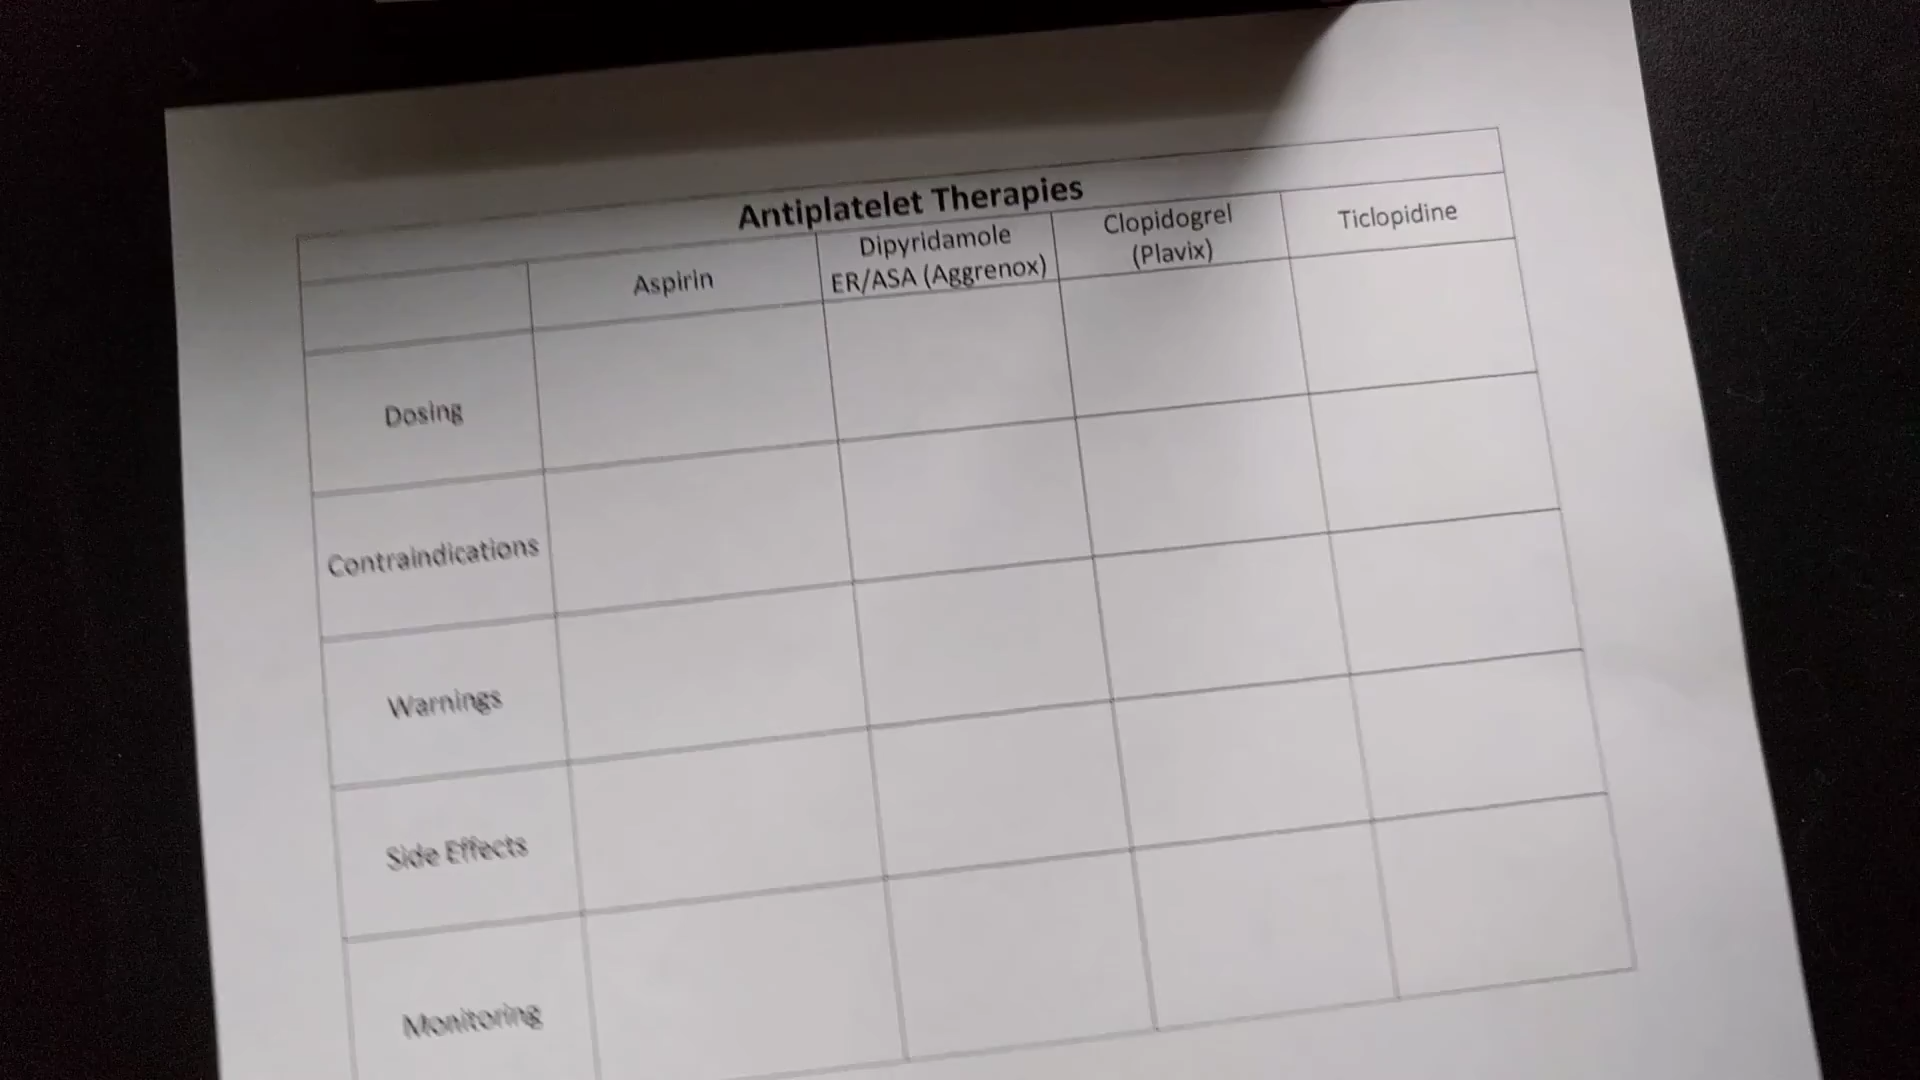 Antiplatelet Therapies
Aspirin
Dipyridamole
ER/ASA (Aggrenox)
Clopidogrel
(Plavix)
Ticlopidine
Dosing
Contraindications
Warnings
Side Effects
Monitoring